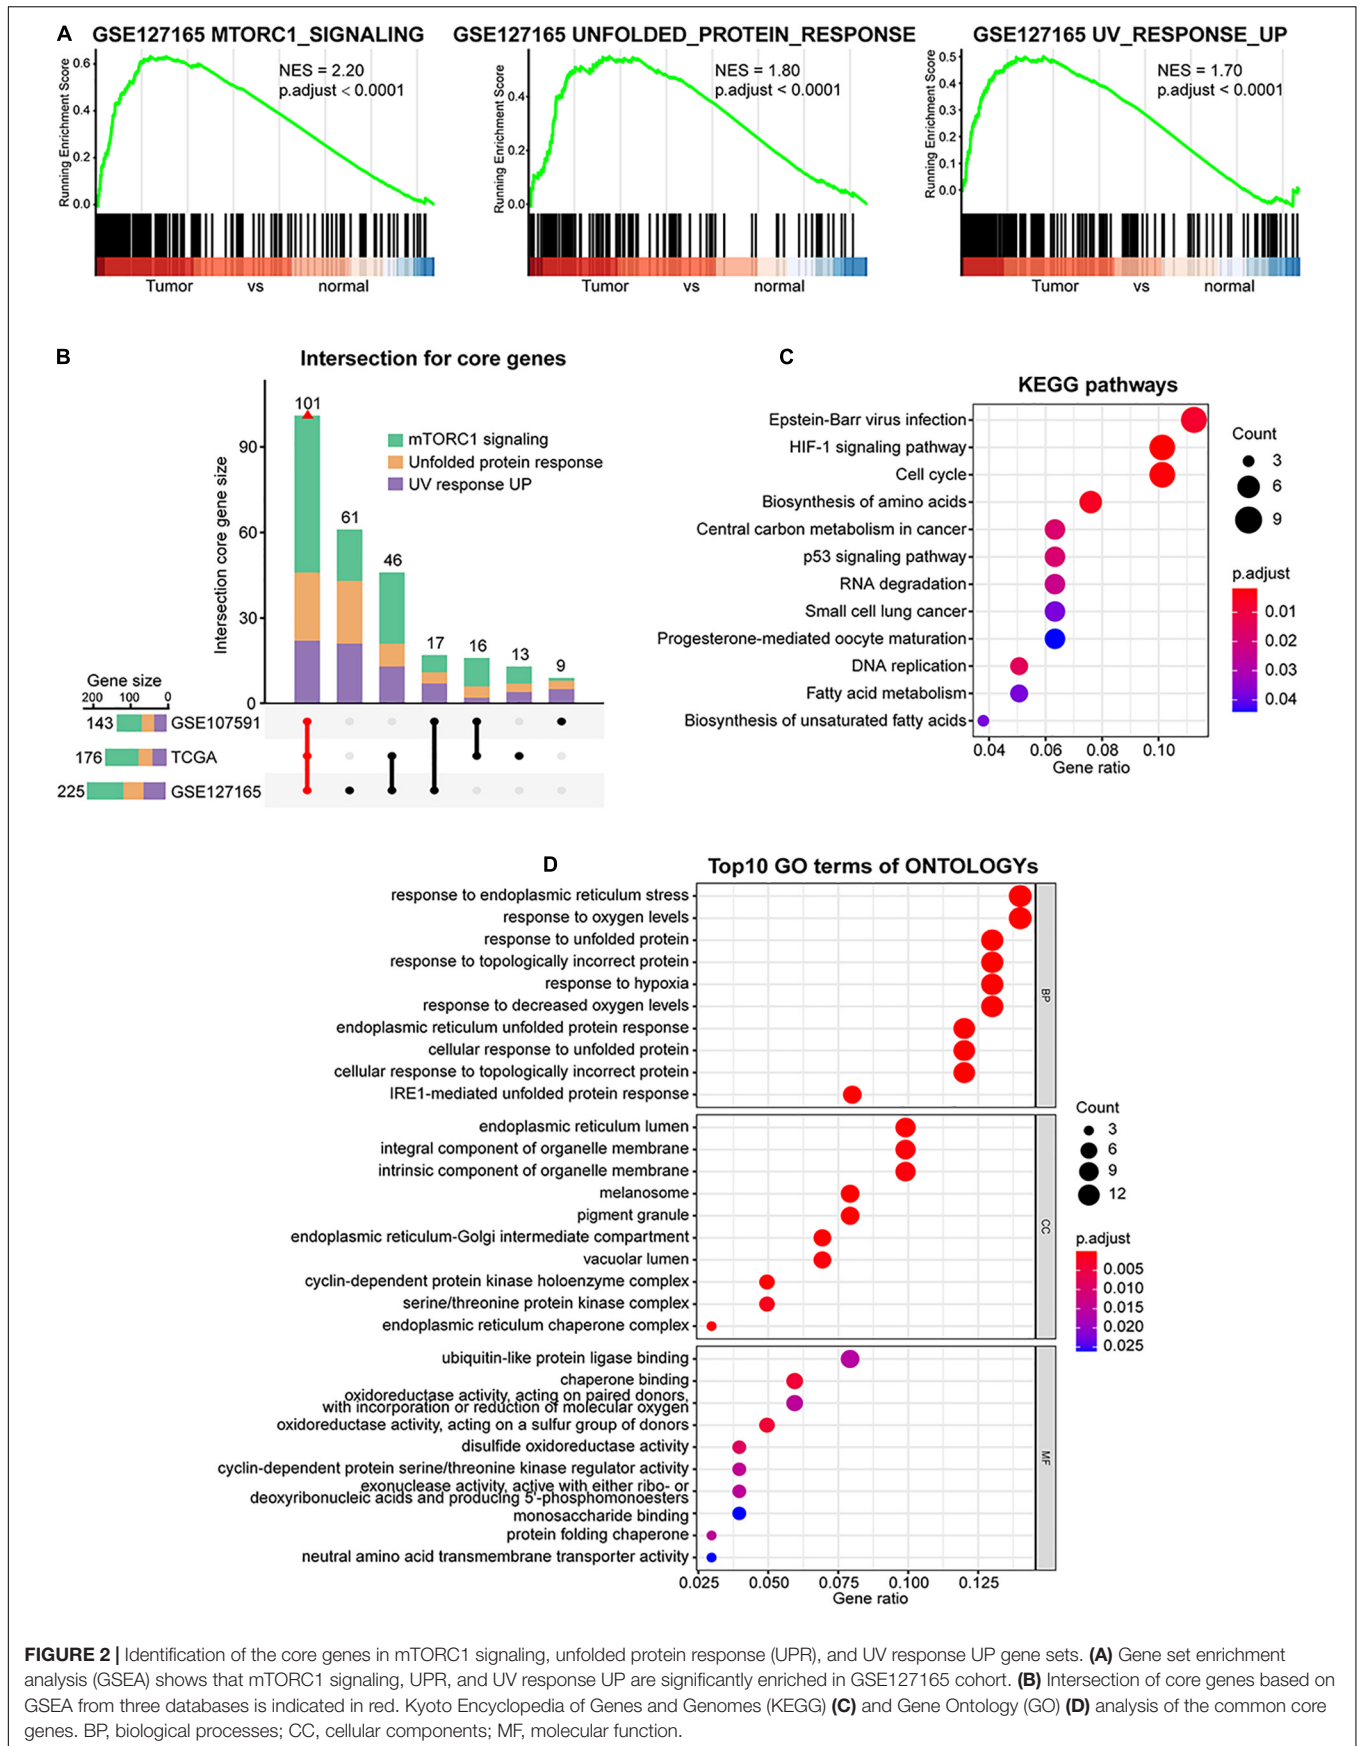 A
GSE127165 MTORC1_SIGNALING
NES = 2.20
p.adjust < 0.0001
Running Enrichment Score
0.6
0.4
0.2
0.0
Tumor vs normal
GSE127165 UNFOLDED_PROTEIN_RESPONSE
NES = 1.80
p.adjust < 0.0001
Running Enrichment Score
0.4
0.2
0.0
Tumor vs normal
GSE127165 UV_RESPONSE_UP
NES = 1.70
p.adjust < 0.0001
Running Enrichment Score
0.5
0.4
0.3
0.2
0.1
0.0
Tumor vs normal
B
Intersection for core genes
Intersection core gene size
90
60
30
0
101
61
46
17
16
13
9
mTORC1 signaling
Unfolded protein response
UV response UP
Gene size
200 100 0
143 GSE107591
176 TCGA
225 GSE127165
C
KEGG pathways
Epstein-Barr virus infection
HIF-1 signaling pathway
Cell cycle
Biosynthesis of amino acids
Central carbon metabolism in cancer
p53 signaling pathway
RNA degradation
Small cell lung cancer
Progesterone-mediated oocyte maturation
DNA replication
Fatty acid metabolism
Biosynthesis of unsaturated fatty acids
0.04 0.06 0.08 0.10
Gene ratio
Count
3
6
9
p.adjust
0.01
0.02
0.03
0.04
D
Top10 GO terms of ONTOLOGYs
response to endoplasmic reticulum stress
response to oxygen levels
response to unfolded protein
response to topologically incorrect protein
response to hypoxia
response to decreased oxygen levels
endoplasmic reticulum unfolded protein response
cellular response to unfolded protein
cellular response to topologically incorrect protein
IRE1-mediated unfolded protein response
BP
endoplasmic reticulum lumen
integral component of organelle membrane
intrinsic component of organelle membrane
melanosome
pigment granule
endoplasmic reticulum-Golgi intermediate compartment
vacuolar lumen
cyclin-dependent protein kinase holoenzyme complex
serine/threonine protein kinase complex
endoplasmic reticulum chaperone complex
CC
ubiquitin-like protein ligase binding
chaperone binding
oxidoreductase activity, acting on paired donors,
with incorporation or reduction of molecular oxygen
oxidoreductase activity, acting on a sulfur group of donors
disulfide oxidoreductase activity
cyclin-dependent protein serine/threonine kinase regulator activity
exonuclease activity, active with either ribo- or
deoxyribonucleic acids and producing 5'-phosphomonoesters
monosaccharide binding
protein folding chaperone
neutral amino acid transmembrane transporter activity
MF
0.025 0.050 0.075 0.100 0.125
Gene ratio
Count
3
6
9
12
p.adjust
0.005
0.010
0.015
0.020
0.025
FIGURE 2 | Identification of the core genes in mTORC1 signaling, unfolded protein response (UPR), and UV response UP gene sets. (A) Gene set enrichment
analysis (GSEA) shows that mTORC1 signaling, UPR, and UV response UP are significantly enriched in GSE127165 cohort. (B) Intersection of core genes based on
GSEA from three databases is indicated in red. Kyoto Encyclopedia of Genes and Genomes (KEGG) (C) and Gene Ontology (GO) (D) analysis of the common core
genes. BP, biological processes; CC, cellular components; MF, molecular function.